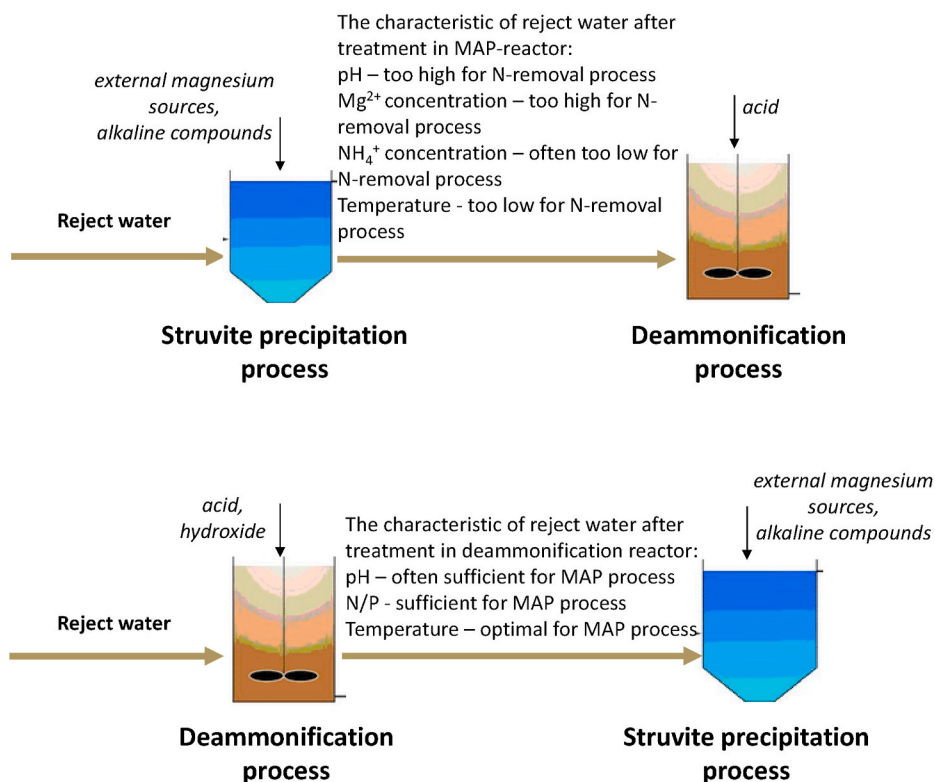 The characteristic of reject water after
treatment in MAP-reactor:
pH – too high for N-removal process
Mg²⁺ concentration – too high for N-
removal process
NH₄⁺ concentration – often too low for
N-removal process
Temperature - too low for N-removal
process
external magnesium
sources,
alkaline compounds
acid
Reject water
Struvite precipitation
process
Deammonification
process
acid,
hydroxide
The characteristic of reject water after
treatment in deammonification reactor:
pH – often sufficient for MAP process
N/P - sufficient for MAP process
Temperature – optimal for MAP process
external magnesium
sources,
alkaline compounds
Reject water
Deammonification
process
Struvite precipitation
process